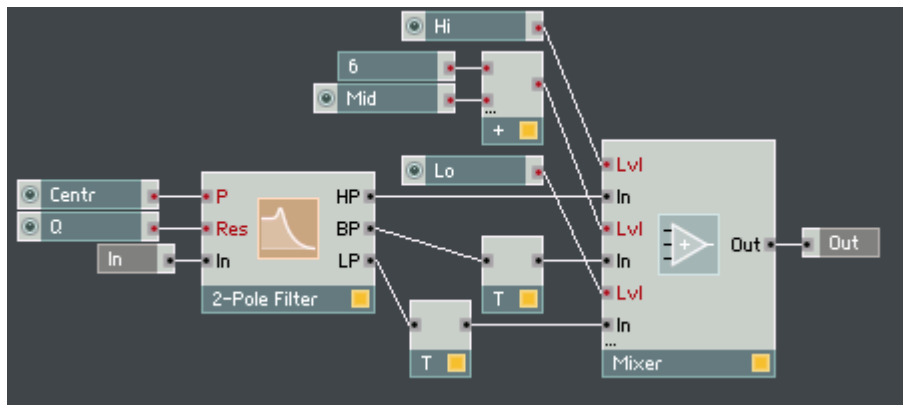 Hi
6
Mid
...
+
Lo
Centr
Q
In
P
Res
In
HP
BP
LP
2-Pole Filter
T
T
Lvl
In
Lvl
In
Lvl
In
...
Out
Mixer
Out